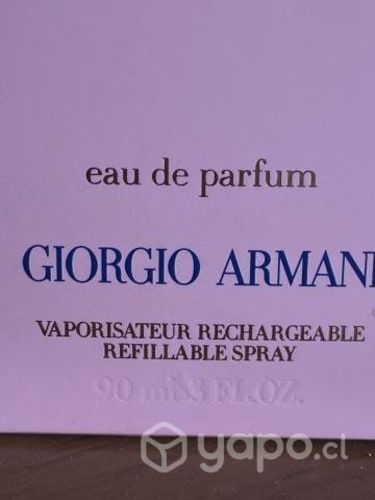 eau de parfum
GIORGIO ARMANI
VAPORISATEUR RECHARGEABLE
REFILLABLE SPRAY
90 ml 3 FL.OZ.
yapo.cl